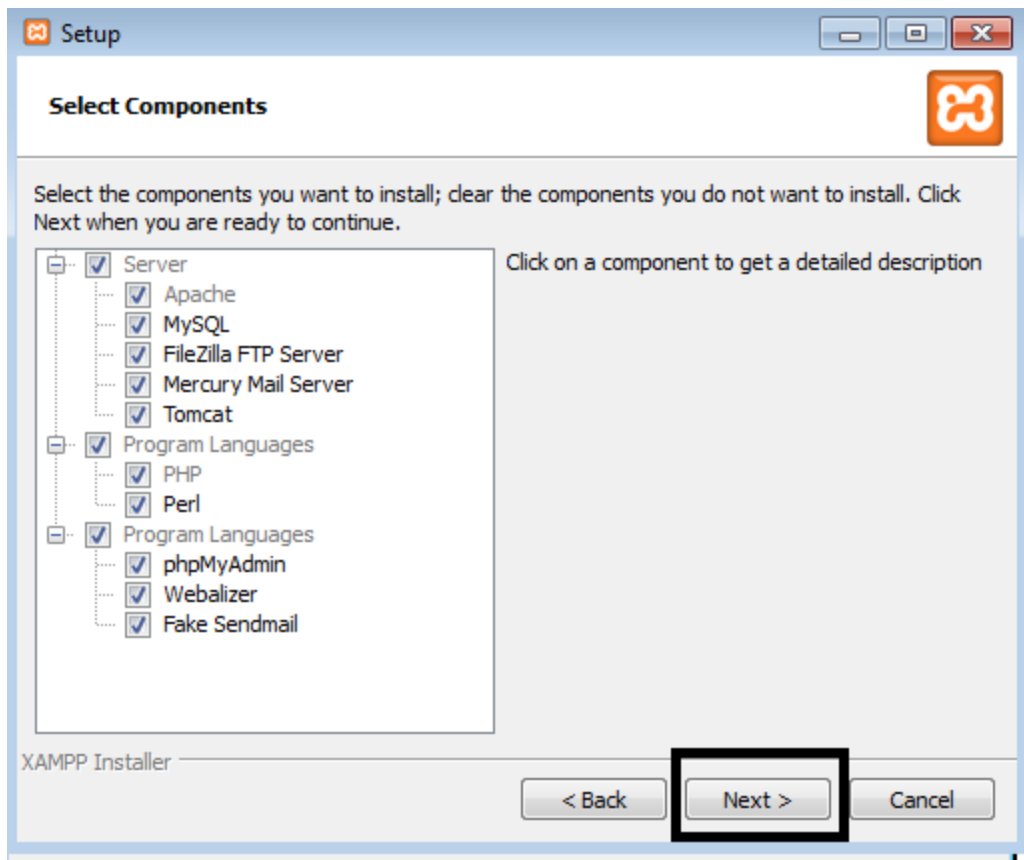 Setup
Select Components
Select the components you want to install; clear the components you do not want to install. Click
Next when you are ready to continue.
Server
Apache
MySQL
FileZilla FTP Server
Mercury Mail Server
Tomcat
Program Languages
PHP
Perl
Program Languages
phpMyAdmin
Webalizer
Fake Sendmail
Click on a component to get a detailed description
XAMPP Installer
< Back
Next >
Cancel